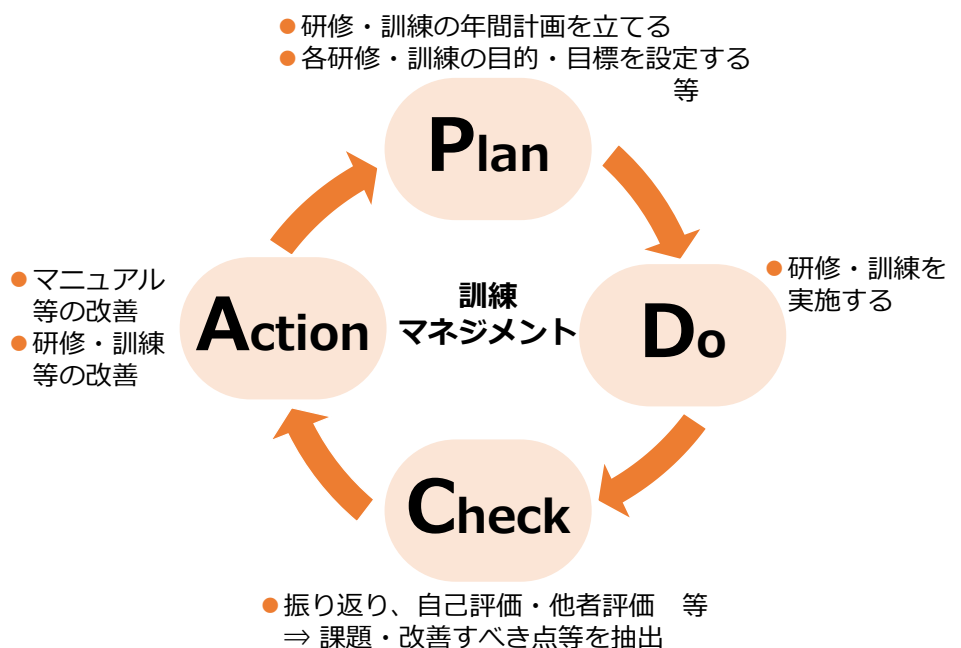 ●研修・訓練の年間計画を立てる
●各研修・訓練の目的・目標を設定する
等
Plan
●研修・訓練を
実施する
Do
訓練
マネジメント
●マニュアル
等の改善
●研修・訓練
等の改善
Action
Check
●振り返り、自己評価・他者評価　等
⇒ 課題・改善すべき点等を抽出